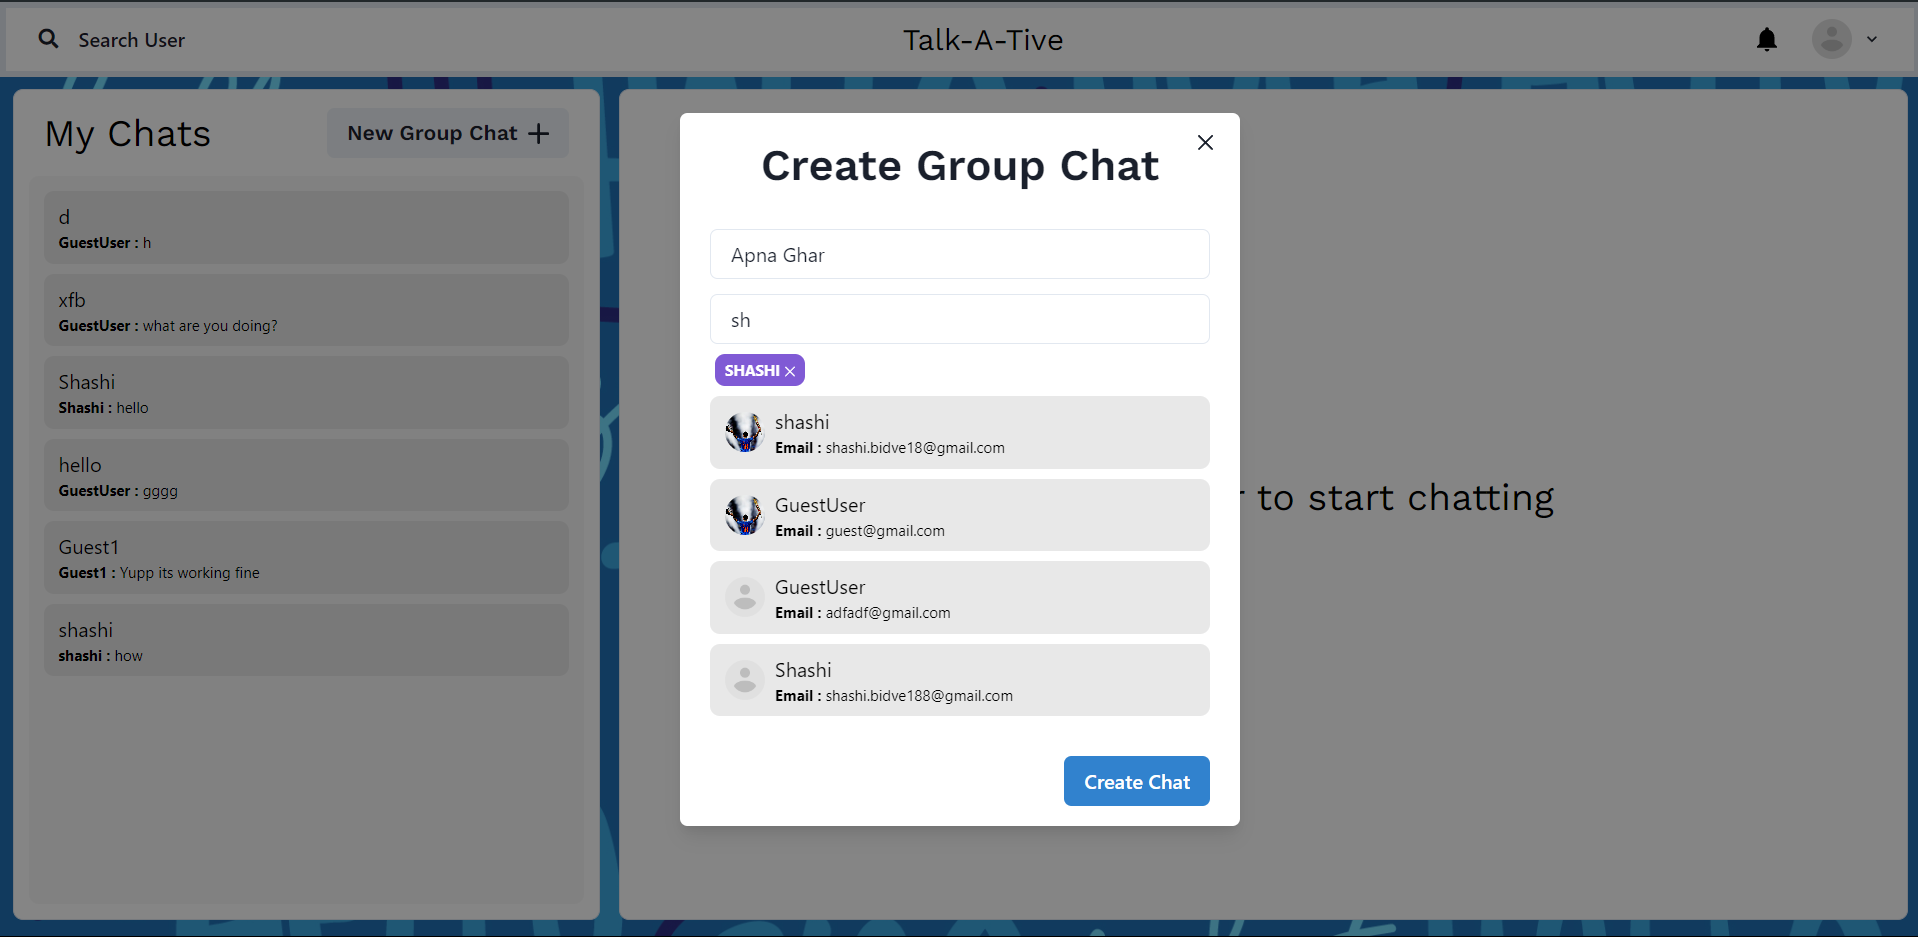 Search User
Talk-A-Tive
My Chats
New Group Chat
d
GuestUser : h
xfb
GuestUser : what are you doing?
Shashi
Shashi : hello
hello
GuestUser : gggg
Guest1
Guest1 : Yupp its working fine
shashi
shashi : how
Create Group Chat
Apna Ghar
sh
SHASHI
shashi
Email : shashi.bidve18@gmail.com
GuestUser
Email : guest@gmail.com
GuestUser
Email : adfadf@gmail.com
Shashi
Email : shashi.bidve188@gmail.com
Create Chat
to start chatting